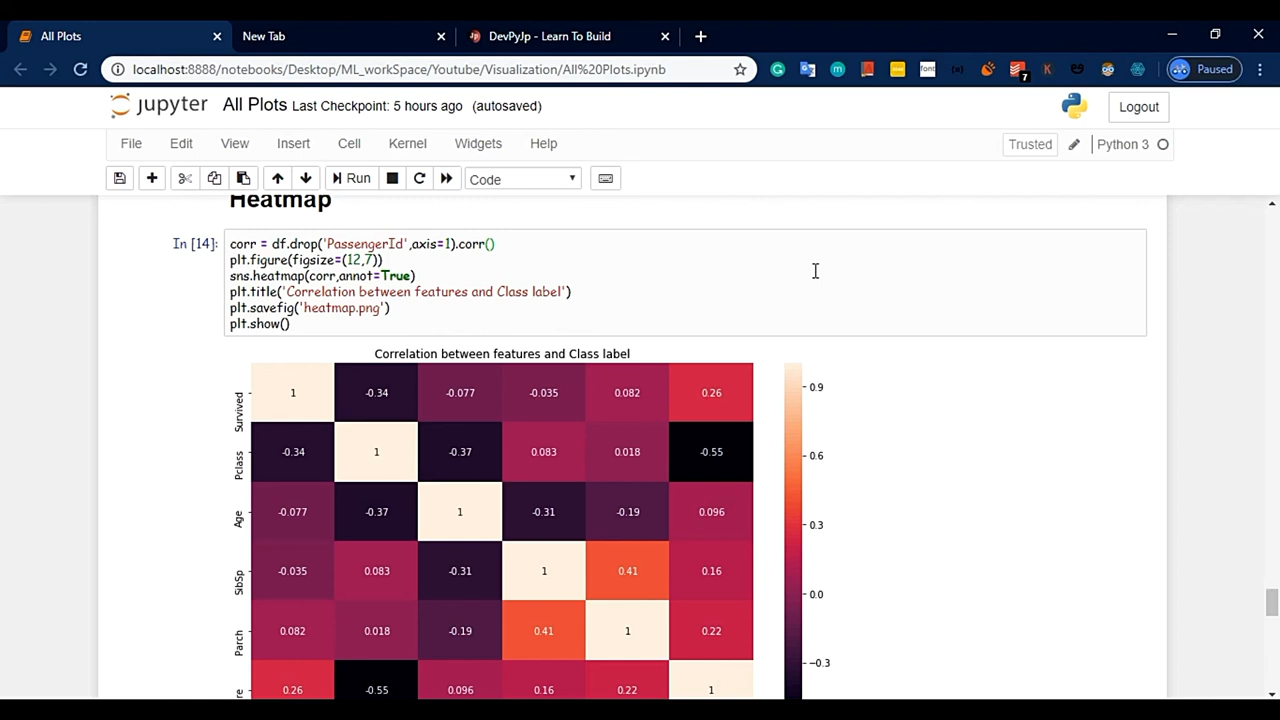 All Plots
New Tab
DevPyJp - Learn To Build
localhost:8888/notebooks/Desktop/ML_workSpace/Youtube/Visualization/All%20Plots.ipynb
7
Paused
jupyter All Plots Last Checkpoint: 5 hours ago (autosaved)
Logout
File Edit View Insert Cell Kernel Widgets Help
Trusted
Python 3
Run
Code
Heatmap
In [14]:
corr = df.drop('PassengerId',axis=1).corr()
plt.figure(figsize=(12,7))
sns.heatmap(corr,annot=True)
plt.title('Correlation between features and Class label')
plt.savefig('heatmap.png')
plt.show()
Correlation between features and Class label
Survived 1 -0.34 -0.077 -0.035 0.082 0.26
Pclass -0.34 1 -0.37 0.083 0.018 -0.55
Age -0.077 -0.37 1 -0.31 -0.19 0.096
SibSp -0.035 0.083 -0.31 1 0.41 0.16
Parch 0.082 0.018 -0.19 0.41 1 0.22
re 0.26 -0.55 0.096 0.16 0.22 1
0.9
0.6
0.3
0.0
-0.3